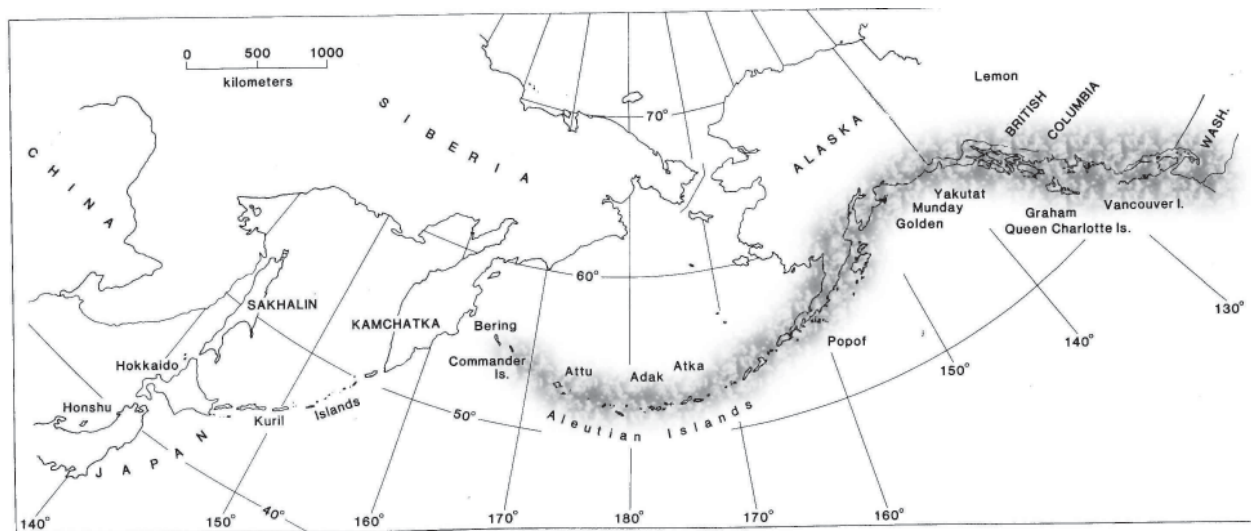 0 500 1000
kilometers
CHINA
SIBERIA
ALASKA
Lemon
BRITISH
COLUMBIA
WASH.
70°
60°
50°
40°
Yakutat
Munday
Golden
Graham
Queen Charlotte Is.
Vancouver I.
SAKHALIN
KAMCHATKA
Bering
Commander
Is.
Attu
Adak
Atka
Popof
Aleutian Islands
Hokkaido
Honshu
Kuril Islands
JAPAN
140°
150°
160°
170°
180°
170°
160°
150°
140°
130°